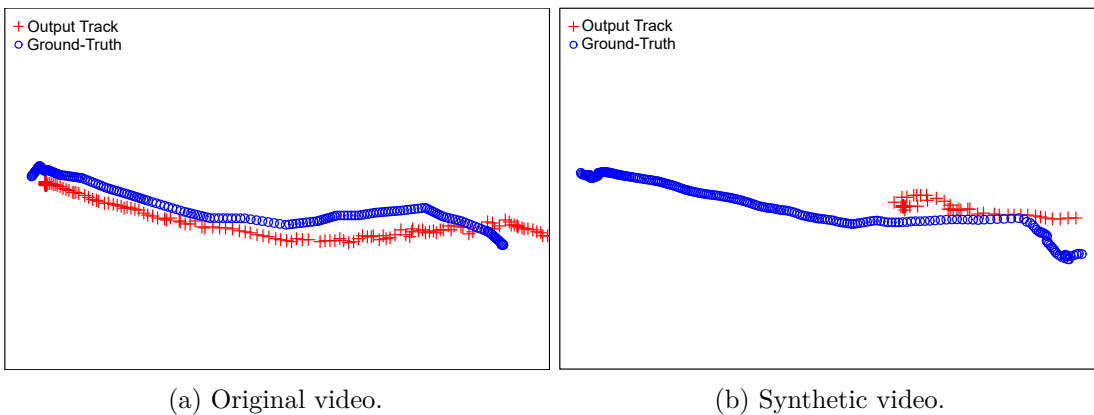 Output Track
Ground-Truth
Output Track
Ground-Truth
(a) Original video.
(b) Synthetic video.